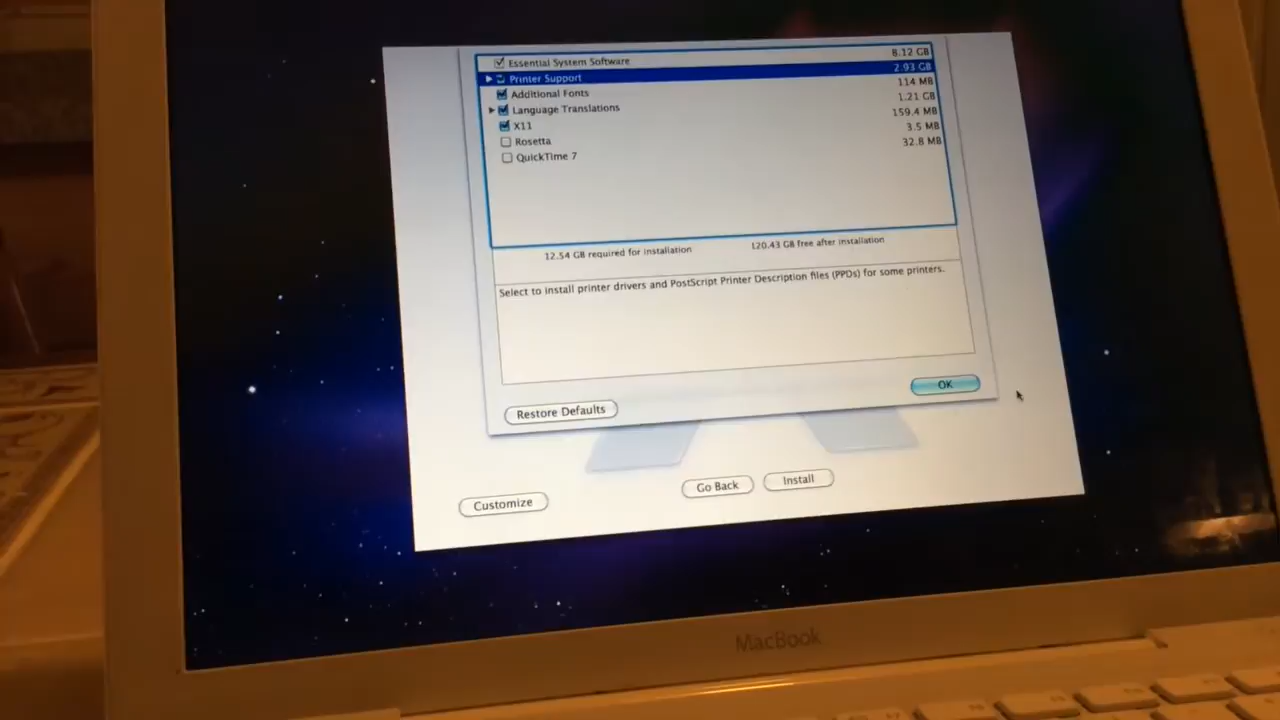 Essential System Software 8.12 GB
Printer Support 2.93 GB
Additional Fonts 114 MB
Language Translations 1.21 GB
X11 159.4 MB
Rosetta 3.5 MB
QuickTime 7 32.8 MB
12.54 GB required for installation 120.43 GB free after installation
Select to install printer drivers and PostScript Printer Description files (PPDs) for some printers.
Restore Defaults OK
Customize Go Back Install
MacBook